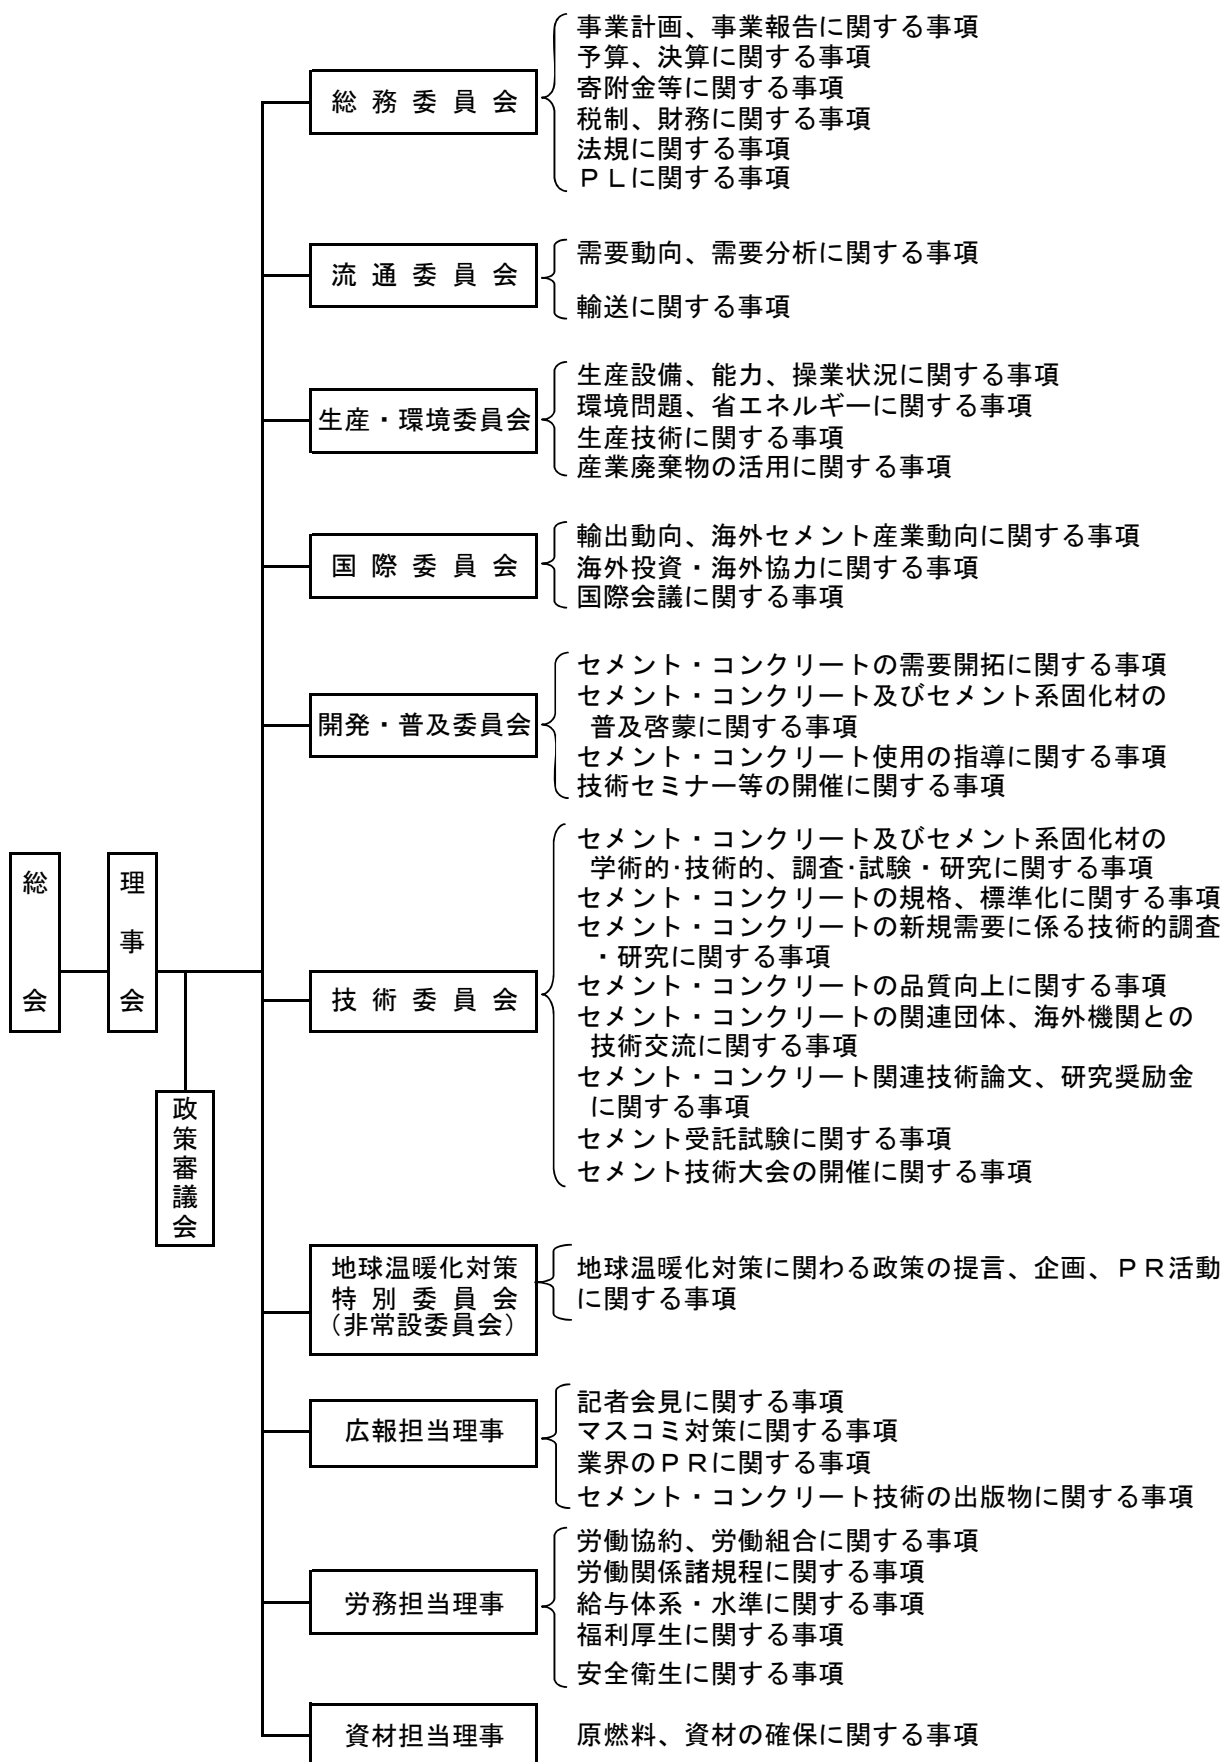 総会
理事会
政策審議会
総務委員会
事業計画、事業報告に関する事項
予算、決算に関する事項
寄附金等に関する事項
税制、財務に関する事項
法規に関する事項
ＰＬに関する事項
流通委員会
需要動向、需要分析に関する事項
輸送に関する事項
生産・環境委員会
生産設備、能力、操業状況に関する事項
環境問題、省エネルギーに関する事項
生産技術に関する事項
産業廃棄物の活用に関する事項
国際委員会
輸出動向、海外セメント産業動向に関する事項
海外投資・海外協力に関する事項
国際会議に関する事項
開発・普及委員会
セメント・コンクリートの需要開拓に関する事項
セメント・コンクリート及びセメント系固化材の
普及啓蒙に関する事項
セメント・コンクリート使用の指導に関する事項
技術セミナー等の開催に関する事項
技術委員会
セメント・コンクリート及びセメント系固化材の
学術的･技術的、調査･試験・研究に関する事項
セメント・コンクリートの規格、標準化に関する事項
セメント・コンクリートの新規需要に係る技術的調査
・研究に関する事項
セメント・コンクリートの品質向上に関する事項
セメント・コンクリートの関連団体、海外機関との
技術交流に関する事項
セメント・コンクリート関連技術論文、研究奨励金
に関する事項
セメント受託試験に関する事項
セメント技術大会の開催に関する事項
地球温暖化対策
特別委員会
（非常設委員会）
地球温暖化対策に関わる政策の提言、企画、ＰＲ活動
に関する事項
広報担当理事
記者会見に関する事項
マスコミ対策に関する事項
業界のＰＲに関する事項
セメント・コンクリート技術の出版物に関する事項
労務担当理事
労働協約、労働組合に関する事項
労働関係諸規程に関する事項
給与体系・水準に関する事項
福利厚生に関する事項
安全衛生に関する事項
資材担当理事
原燃料、資材の確保に関する事項